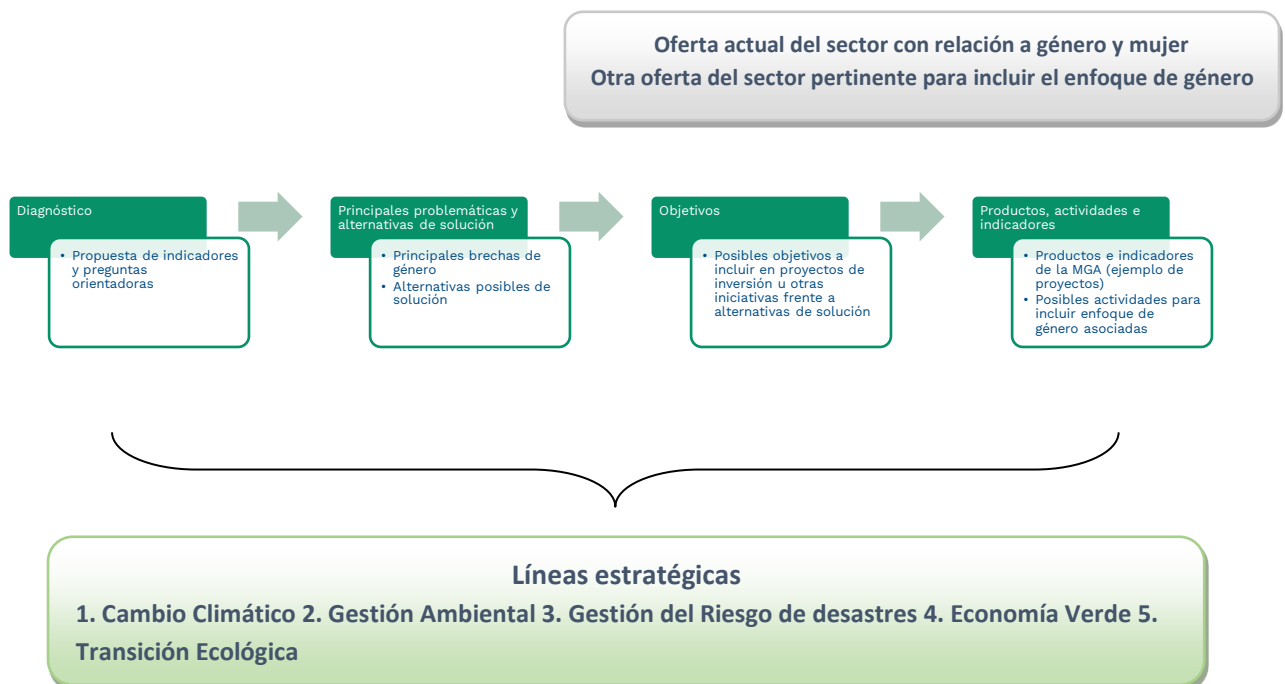 Oferta actual del sector con relación a género y mujer
Otra oferta del sector pertinente para incluir el enfoque de género
Diagnóstico
• Propuesta de indicadores
y preguntas
orientadoras
Principales problemáticas y
alternativas de solución
• Principales brechas de
género
• Alternativas posibles de
solución
Objetivos
• Posibles objetivos a
incluir en proyectos de
inversión u otras
iniciativas frente a
alternativas de solución
Productos, actividades e
indicadores
• Productos e indicadores
de la MGA (ejemplo de
proyectos)
• Posibles actividades para
incluir enfoque de
género asociadas
Líneas estratégicas
1. Cambio Climático 2. Gestión Ambiental 3. Gestión del Riesgo de desastres 4. Economía Verde 5.
Transición Ecológica